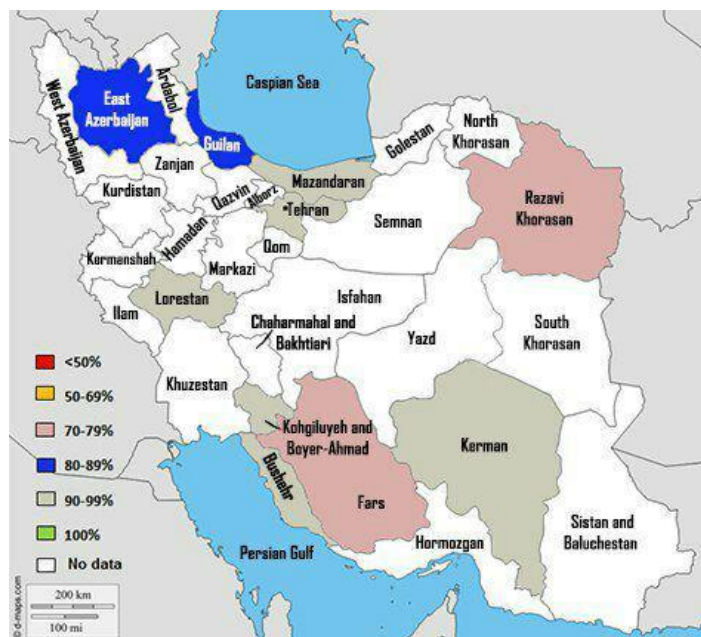 Caspian Sea
West Azerbaijan
East
Azerbaijan
Ardabol
Guilan
Golestan
North
Khorasan
Zanjan
Mazandaran
Razavi
Khorasan
Kurdistan
Qazvin
Alborz
Tehran
Semnan
Hamadan
Qom
Kermanshah
Markazi
Lorestan
Isfahan
Ilam
Chaharmahal and
Bakhtiari
Yazd
South
Khorasan
Khuzestan
Kohgiluyeh and
Boyer-Ahmad
Kerman
Bushehr
Fars
Sistan and
Baluchestan
Hormozgan
Persian Gulf
<50%
50-69%
70-79%
80-89%
90-99%
100%
No data
200 km
100 mi
© d-maps.com